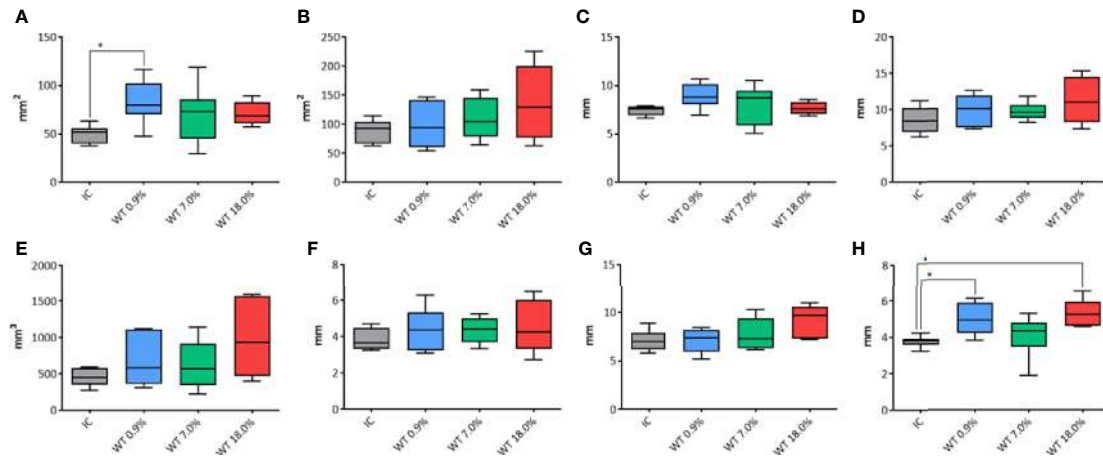 A
mm²
150
100
50
0
*
IC
WT 0.9%
WT 7.0%
WT 18.0%
B
mm²
250
200
150
100
50
0
IC
WT 0.9%
WT 7.0%
WT 18.0%
C
mm
15
10
5
0
IC
WT 0.9%
WT 7.0%
WT 18.0%
D
mm
20
15
10
5
0
IC
WT 0.9%
WT 7.0%
WT 18.0%
E
mm³
2000
1500
1000
500
0
IC
WT 0.9%
WT 7.0%
WT 18.0%
F
mm
6
4
2
0
8
IC
WT 0.9%
WT 7.0%
WT 18.0%
G
mm
15
10
5
0
IC
WT 0.9%
WT 7.0%
WT 18.0%
H
mm
8
6
4
2
0
*
*
IC
WT 0.9%
WT 7.0%
WT 18.0%